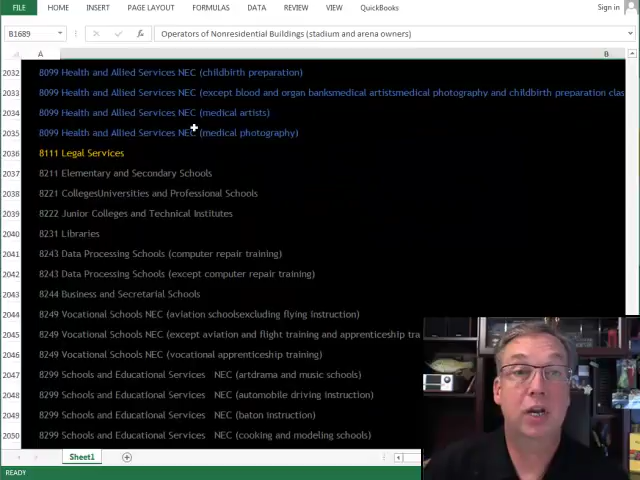 FILE HOME INSERT PAGE LAYOUT FORMULAS DATA REVIEW VIEW QuickBooks Sign in
B1689 fx Operators of Nonresidential Buildings (stadium and arena owners)
A B
2032 8099 Health and Allied Services NEC (childbirth preparation)
2033 8099 Health and Allied Services NEC (except blood and organ banksmedical artistsmedical photography and childbirth preparation clas
2034 8099 Health and Allied Services NEC (medical artists)
2035 8099 Health and Allied Services NEC (medical photography)
2036 8111 Legal Services
2037 8211 Elementary and Secondary Schools
2038 8221 CollegesUniversities and Professional Schools
2039 8222 Junior Colleges and Technical Institutes
2040 8231 Libraries
2041 8243 Data Processing Schools (computer repair training)
2042 8243 Data Processing Schools (except computer repair training)
2043 8244 Business and Secretarial Schools
2044 8249 Vocational Schools NEC (aviation schoolsexcluding flying instruction)
2045 8249 Vocational Schools NEC (except aviation and flight training and apprenticeship tra
2046 8249 Vocational Schools NEC (vocational apprenticeship training)
2047 8299 Schools and Educational Services NEC (artdrama and music schools)
2048 8299 Schools and Educational Services NEC (automobile driving instruction)
2049 8299 Schools and Educational Services NEC (baton instruction)
2050 8299 Schools and Educational Services NEC (cooking and modeling schools)
Sheet1
READY